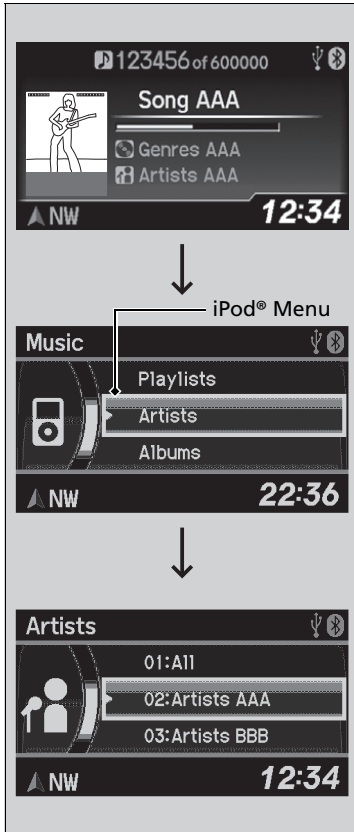 123456 of 600000
Song AAA
Genres AAA
Artists AAA
NW 12:34
iPod® Menu
Music
Playlists
Artists
Albums
NW 22:36
Artists
01:All
02:Artists AAA
03:Artists BBB
NW 12:34